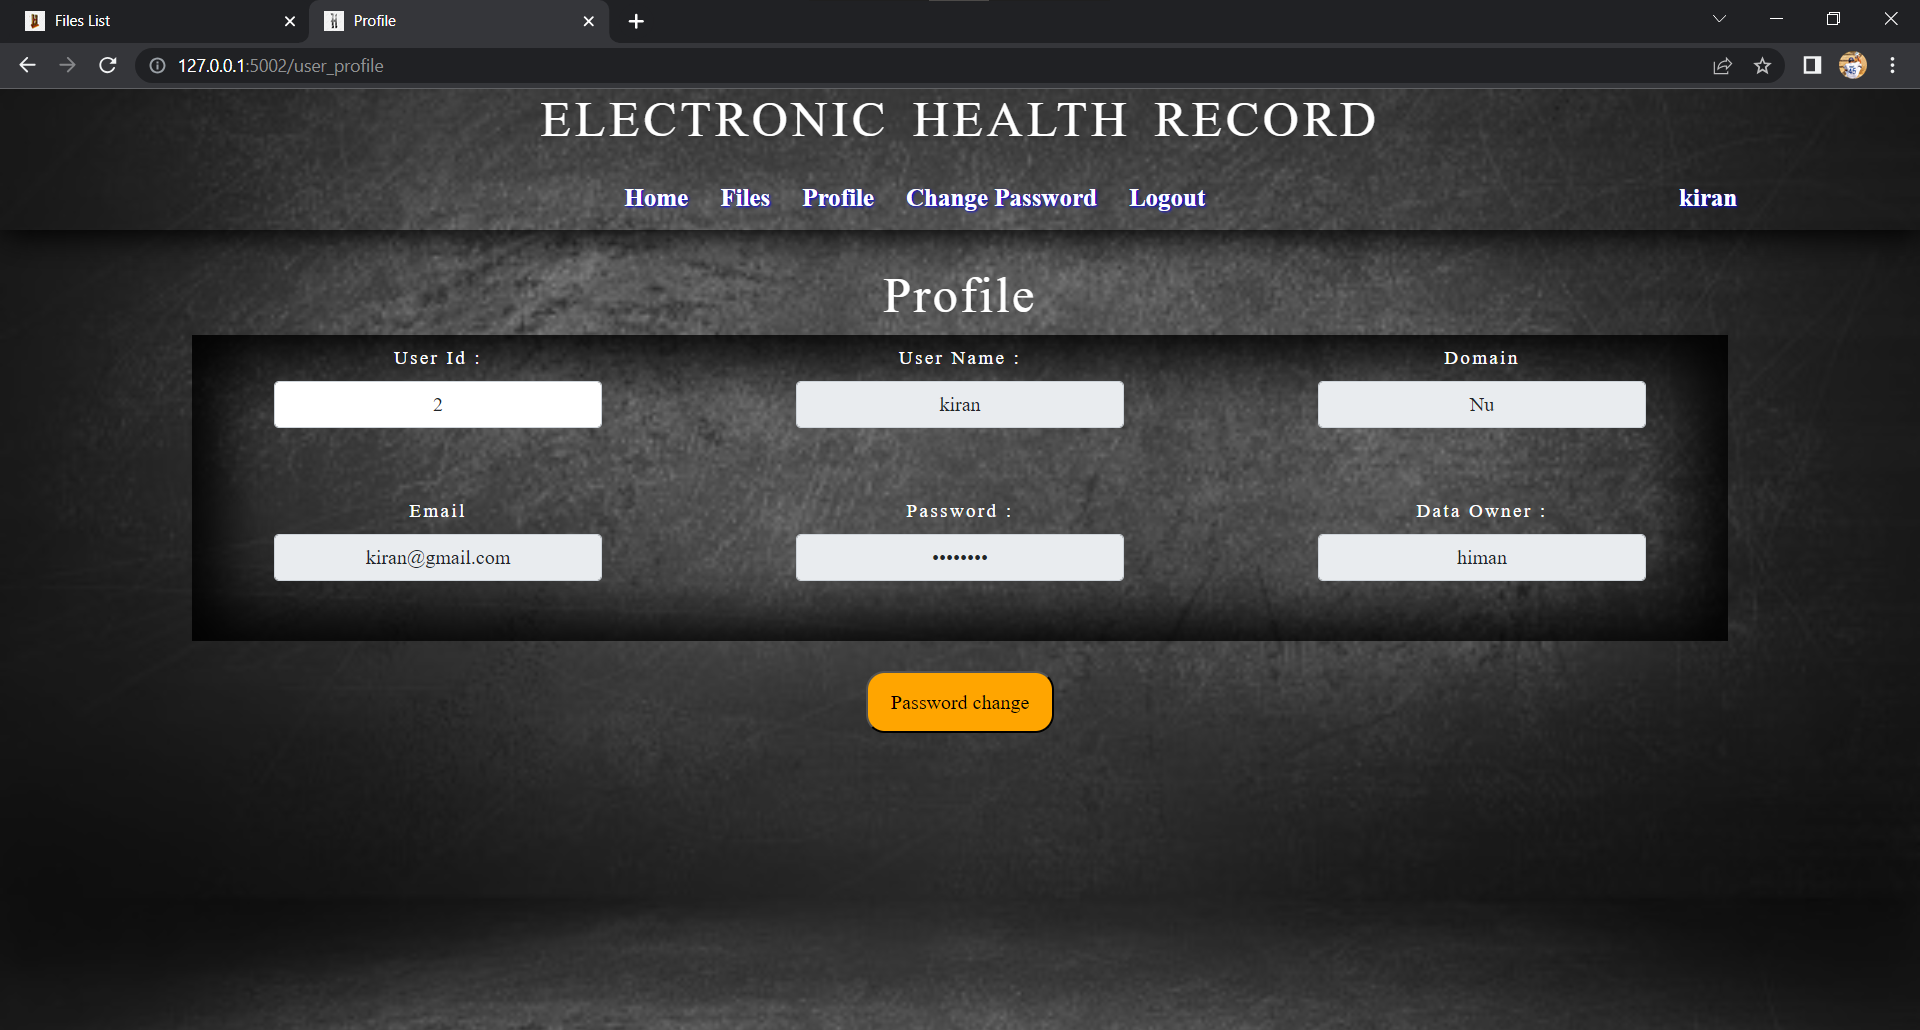 Files List
Profile
127.0.0.1:5002/user_profile
ELECTRONIC HEALTH RECORD
Home Files Profile Change Password Logout kiran
Profile
User Id : User Name : Domain
2 kiran Nu
Email Password : Data Owner :
kiran@gmail.com •••••••• himan
Password change